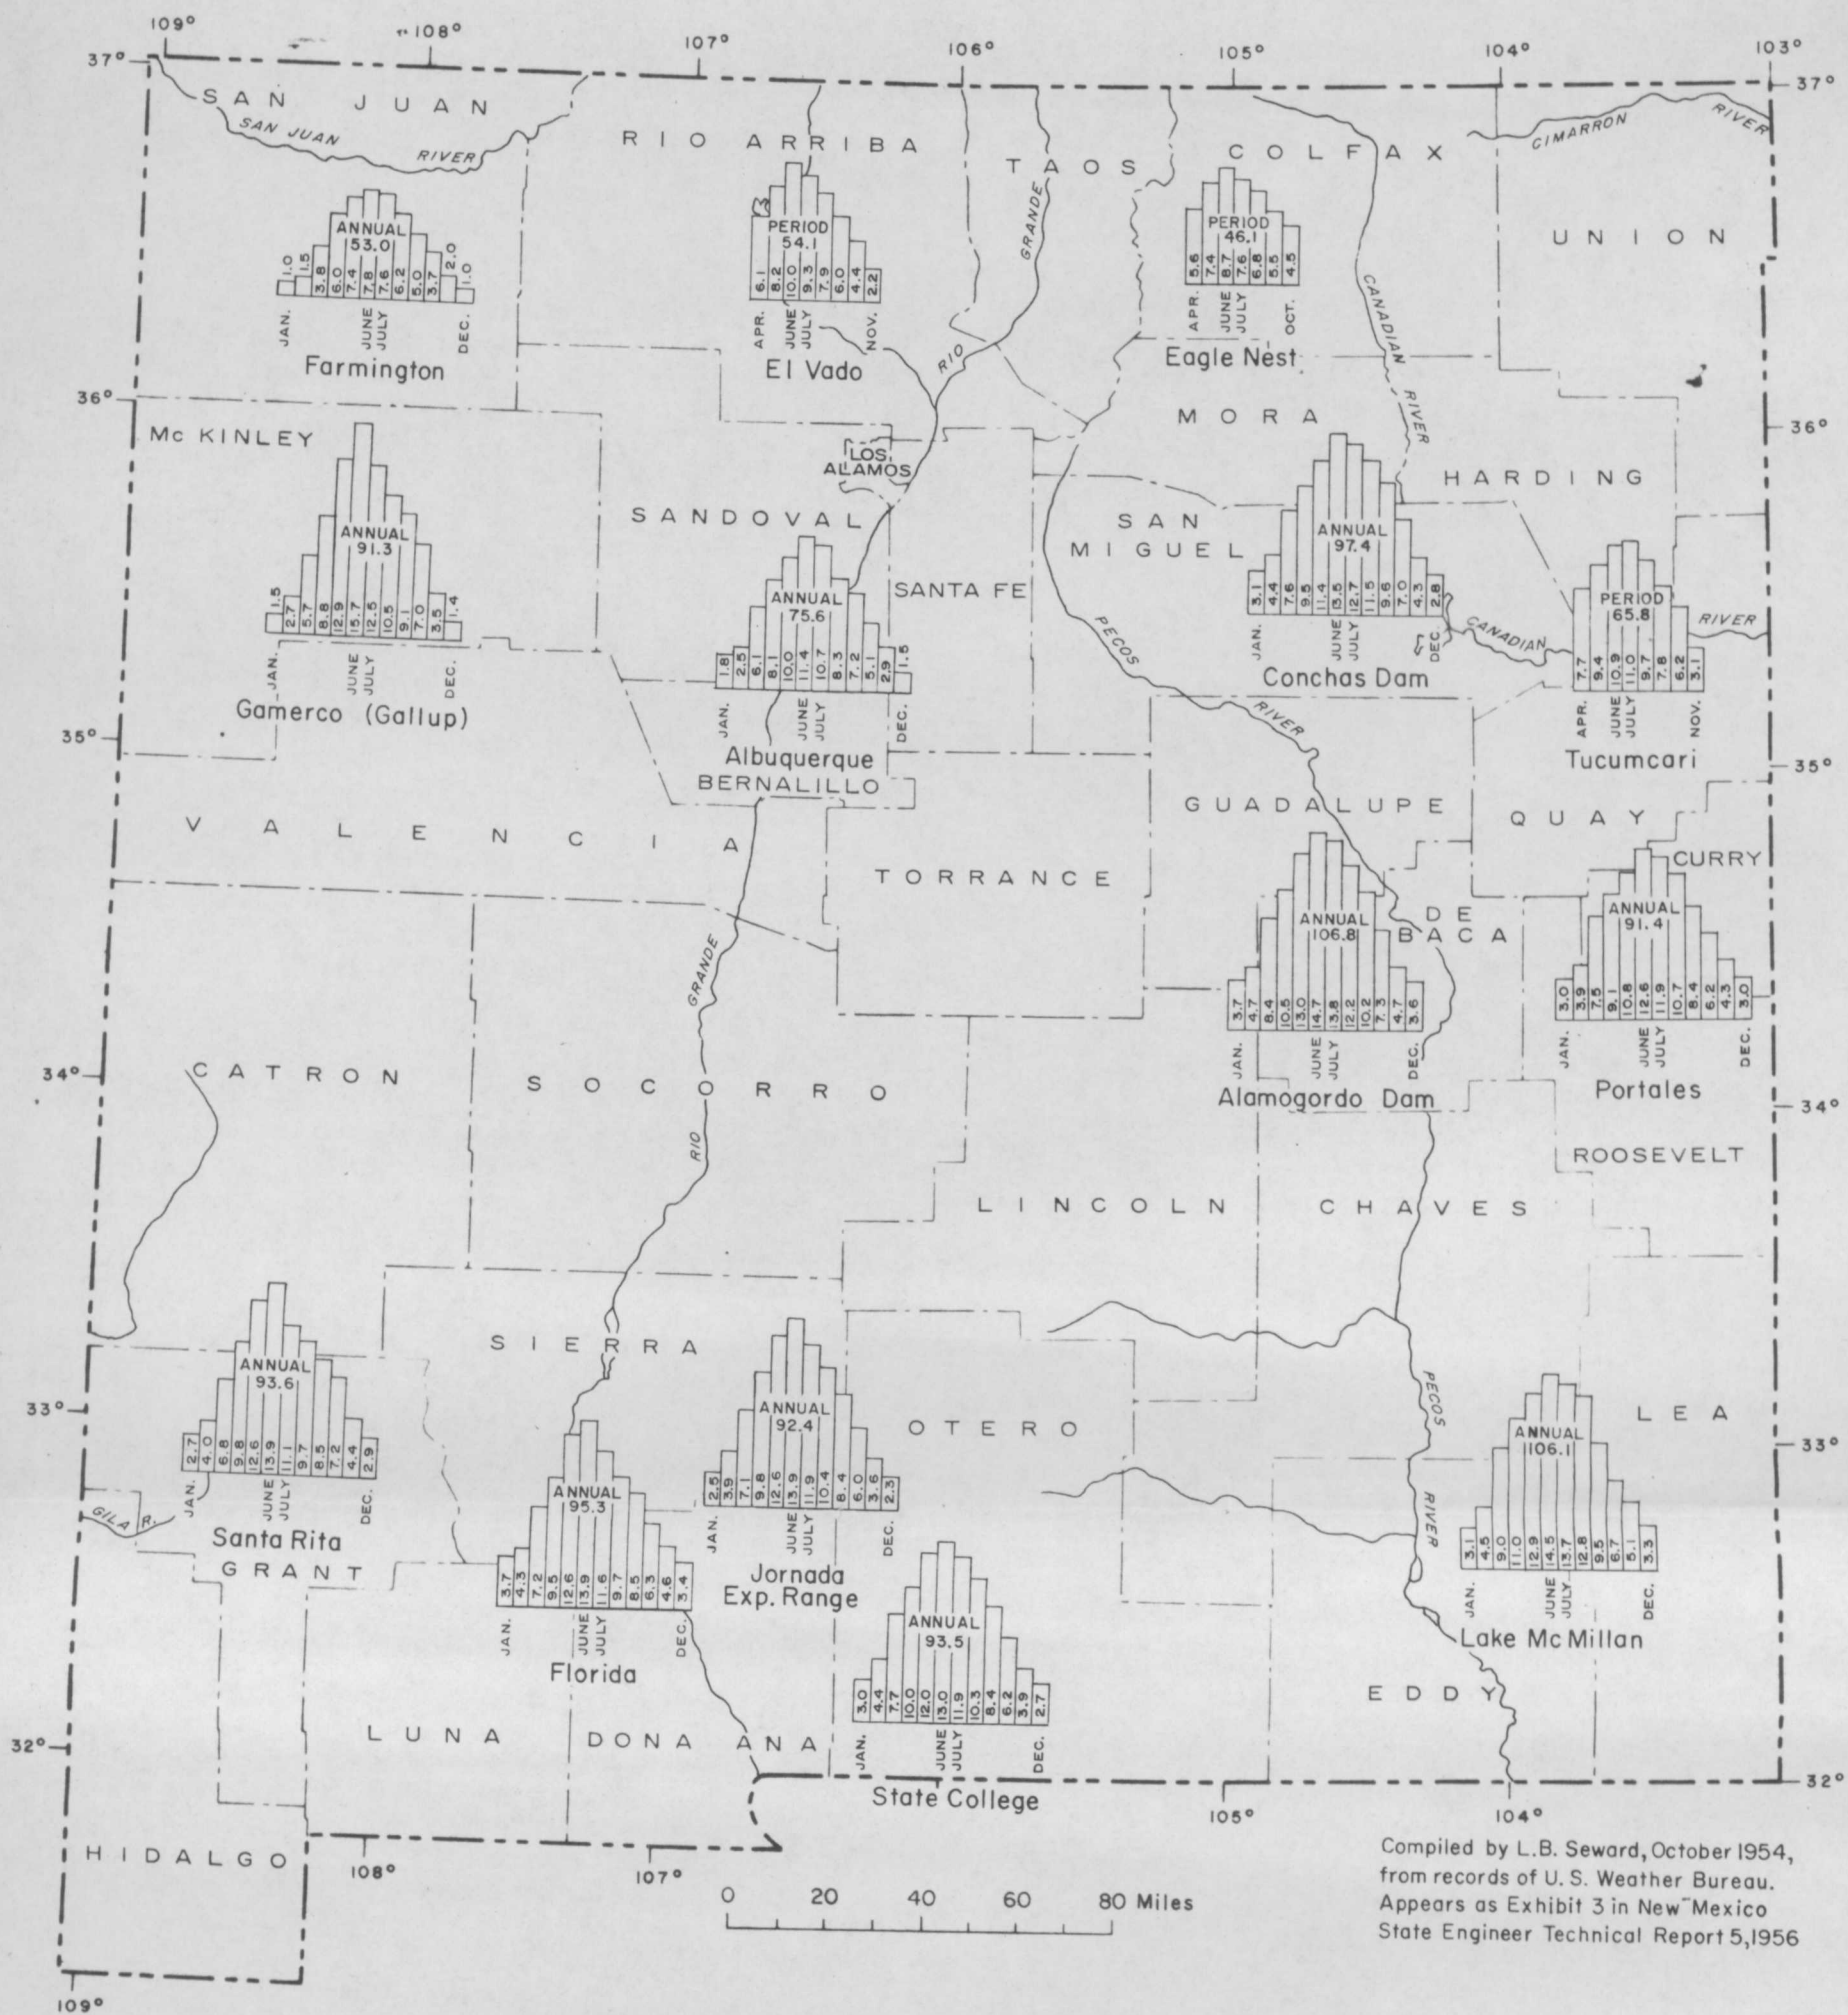 109° 108° 107° 106° 105° 104° 103°
37° 37°
SAN JUAN
SAN JUAN RIVER
RIO ARRIBA
TAOS
COLFAX
CIMARRON RIVER
UNION
RIO GRANDE
CANADIAN RIVER
ANNUAL
53.0
1.0 1.5 3.8 6.0 7.4 7.8 7.6 6.2 5.0 3.7 2.0 1.0
JAN. JUNE JULY DEC.
Farmington
PERIOD
54.1
6.1 8.2 10.0 9.3 7.9 6.0 4.4 2.2
APR. JUNE JULY NOV.
El Vado
PERIOD
46.1
5.6 7.4 8.7 7.6 6.8 5.5 4.5
APR. JUNE JULY OCT.
Eagle Nest
36° 36°
Mc KINLEY
LOS
ALAMOS
MORA
HARDING
SANDOVAL
SAN
MIGUEL
SANTA FE
ANNUAL
91.3
1.5 2.7 5.7 8.8 12.9 15.7 12.5 10.5 9.1 7.0 3.5 1.4
JAN. JUNE JULY DEC.
Gamerco (Gallup)
ANNUAL
75.6
1.8 2.5 6.1 8.1 10.0 11.4 10.7 8.3 7.2 5.1 2.9 1.5
JAN. JUNE JULY DEC.
Albuquerque
BERNALILLO
ANNUAL
97.4
3.1 4.4 7.6 9.5 11.4 13.5 12.7 11.5 9.6 7.0 4.3 2.8
JAN. JUNE JULY DEC.
Conchas Dam
PECOS RIVER
CANADIAN RIVER
PERIOD
65.8
7.7 9.4 10.9 11.0 9.7 7.8 6.2 3.1
APR. JUNE JULY NOV.
Tucumcari
35° 35°
VALENCIA
TORRANCE
GUADALUPE
QUAY
CURRY
DE
BACA
ANNUAL
106.8
3.7 4.7 8.4 10.5 13.0 14.7 13.8 12.2 10.2 7.3 4.7 3.6
JAN. JUNE JULY DEC.
Alamogordo Dam
ANNUAL
91.4
3.0 3.9 7.5 9.1 10.8 12.6 11.9 10.7 8.4 6.2 4.3 3.0
JAN. JUNE JULY DEC.
Portales
34° 34°
CATRON
SOCORRO
RIO GRANDE
ROOSEVELT
LINCOLN
CHAVES
SIERRA
OTERO
LEA
PECOS RIVER
33° 33°
ANNUAL
93.6
2.7 4.0 6.8 9.8 12.6 13.9 11.1 9.7 8.5 7.2 4.4 2.9
JAN. JUNE JULY DEC.
Santa Rita
GILA R.
GRANT
ANNUAL
95.3
3.7 4.3 7.2 9.5 12.6 13.9 11.6 9.7 8.5 6.3 4.6 3.4
JAN. JUNE JULY DEC.
Florida
ANNUAL
92.4
2.5 3.9 7.1 9.8 12.6 13.9 11.9 10.4 8.4 6.0 3.6 2.3
JAN. JUNE JULY DEC.
Jornada
Exp. Range
ANNUAL
93.5
3.0 4.4 7.7 10.0 12.0 13.0 11.9 10.3 8.4 6.2 3.9 2.7
JAN. JUNE JULY DEC.
State College
ANNUAL
106.1
3.1 4.5 9.0 11.0 12.9 14.5 13.7 12.8 9.5 6.7 5.1 3.3
JAN. JUNE JULY DEC.
Lake McMillan
EDDY
LUNA
DONA ANA
HIDALGO
32° 32°
105° 104°
108° 107°
109°
0 20 40 60 80 Miles
Compiled by L.B. Seward, October 1954,
from records of U. S. Weather Bureau.
Appears as Exhibit 3 in New Mexico
State Engineer Technical Report 5,1956